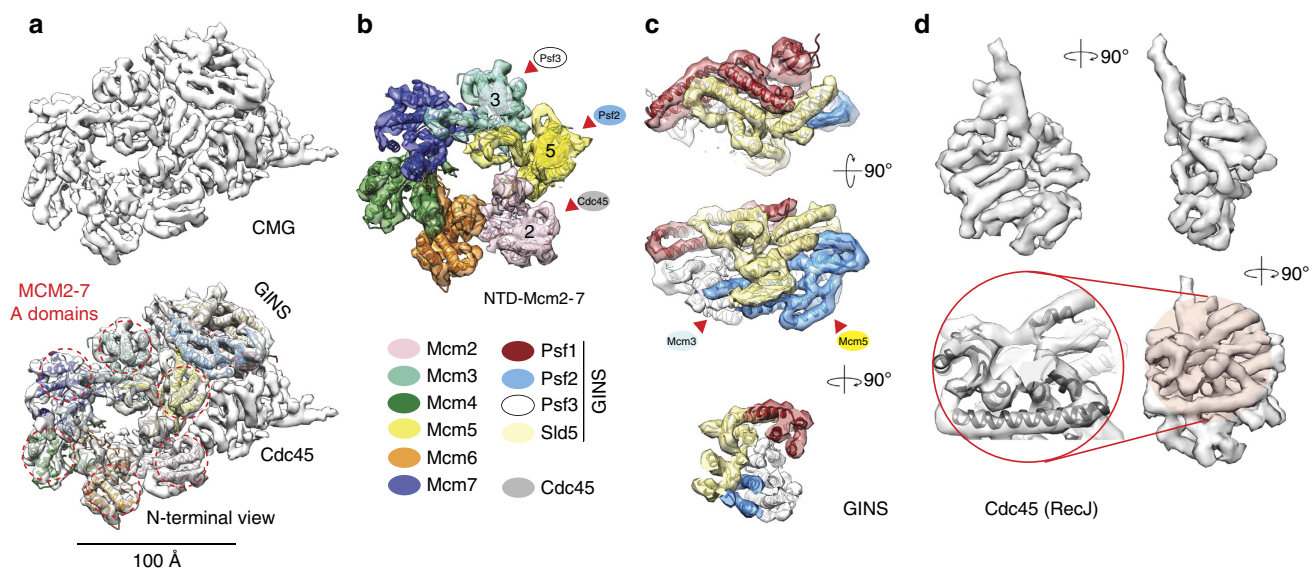 a
b
c
d
CMG
MCM2-7
A domains
GINS
Cdc45
N-terminal view
100 Å
Psf3
3
Psf2
5
Cdc45
2
NTD-Mcm2-7
Mcm2
Mcm3
Mcm4
Mcm5
Mcm6
Mcm7
Psf1
Psf2
Psf3
Sld5
GINS
Cdc45
90°
Mcm3
Mcm5
90°
GINS
90°
90°
Cdc45 (RecJ)